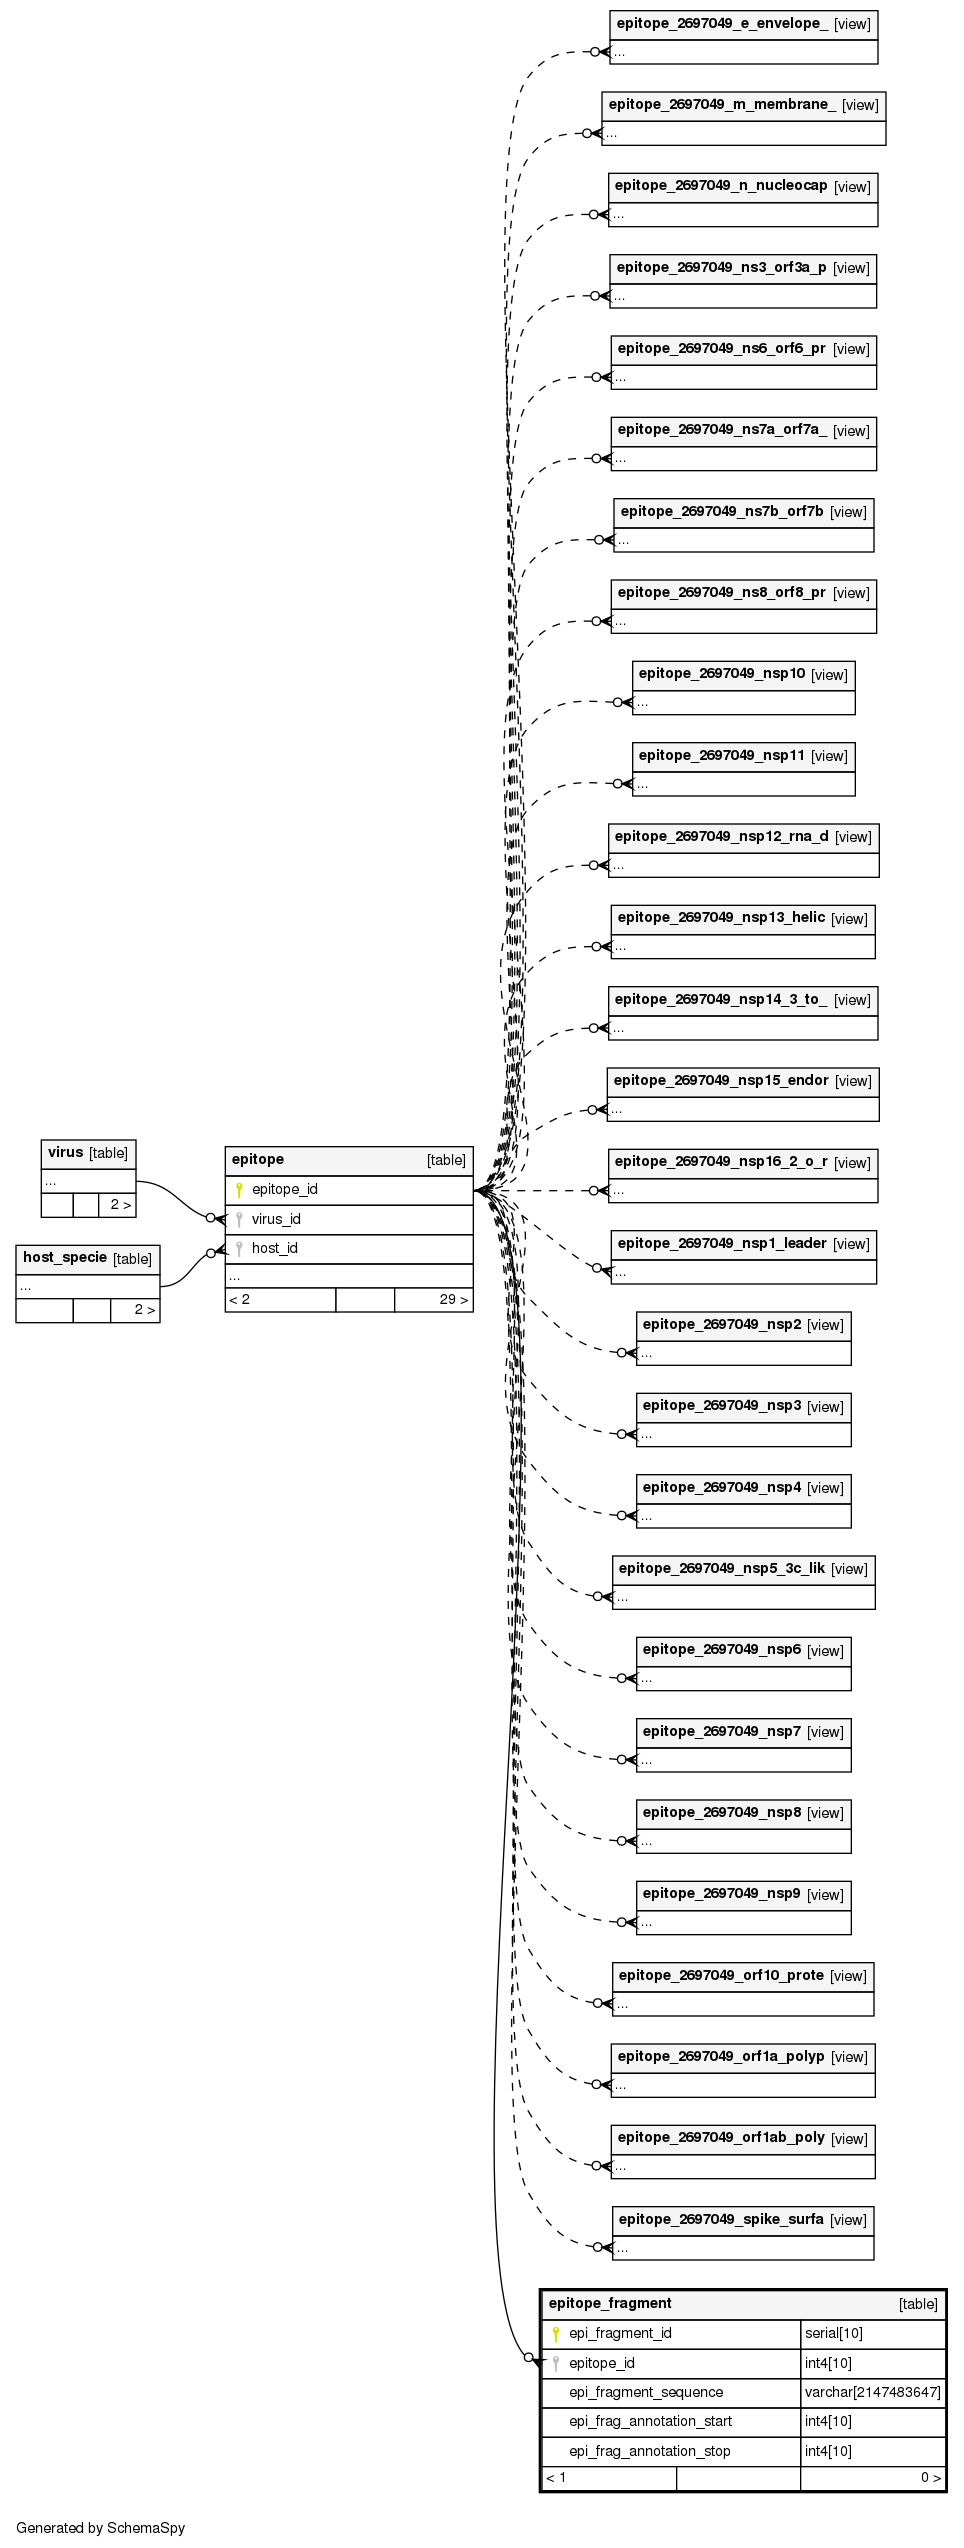 epitope_2697049_e_envelope_ [view]
...
epitope_2697049_m_membrane_ [view]
...
epitope_2697049_n_nucleocap [view]
...
epitope_2697049_ns3_orf3a_p [view]
...
epitope_2697049_ns6_orf6_pr [view]
...
epitope_2697049_ns7a_orf7a_ [view]
...
epitope_2697049_ns7b_orf7b [view]
...
epitope_2697049_ns8_orf8_pr [view]
...
epitope_2697049_nsp10 [view]
...
epitope_2697049_nsp11 [view]
...
epitope_2697049_nsp12_rna_d [view]
...
epitope_2697049_nsp13_helic [view]
...
epitope_2697049_nsp14_3_to_ [view]
...
epitope_2697049_nsp15_endor [view]
...
virus [table]
...
2 >
host_specie [table]
...
2 >
epitope [table]
epitope_id
virus_id
host_id
...
< 2 29 >
epitope_2697049_nsp16_2_o_r [view]
...
epitope_2697049_nsp1_leader [view]
...
epitope_2697049_nsp2 [view]
...
epitope_2697049_nsp3 [view]
...
epitope_2697049_nsp4 [view]
...
epitope_2697049_nsp5_3c_lik [view]
...
epitope_2697049_nsp6 [view]
...
epitope_2697049_nsp7 [view]
...
epitope_2697049_nsp8 [view]
...
epitope_2697049_nsp9 [view]
...
epitope_2697049_orf10_prote [view]
...
epitope_2697049_orf1a_polyp [view]
...
epitope_2697049_orf1ab_poly [view]
...
epitope_2697049_spike_surfa [view]
...
epitope_fragment [table]
epi_fragment_id serial[10]
epitope_id int4[10]
epi_fragment_sequence varchar[2147483647]
epi_frag_annotation_start int4[10]
epi_frag_annotation_stop int4[10]
< 1 0 >
Generated by SchemaSpy